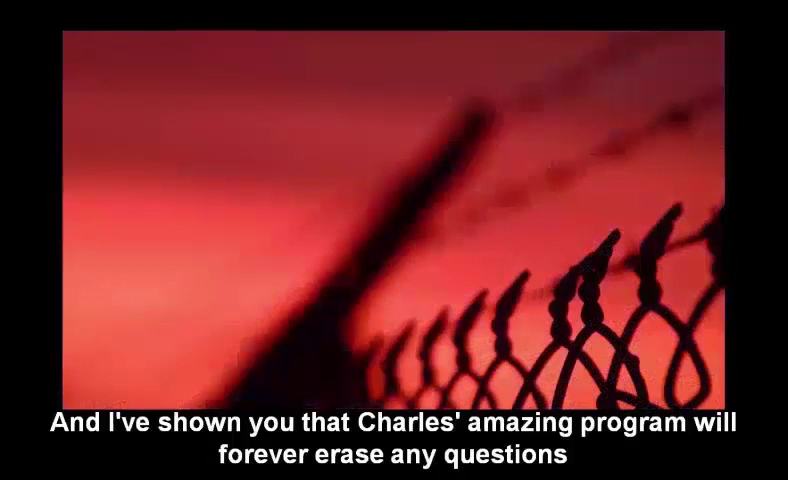 And I've shown you that Charles' amazing program will
forever erase any questions